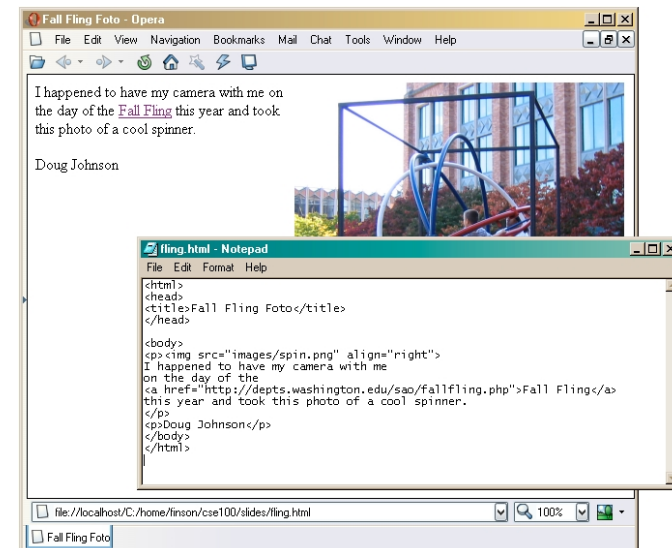 Fall Fling Foto - Opera
File Edit View Navigation Bookmarks Mail Chat Tools Window Help
I happened to have my camera with me on
the day of the Fall Fling this year and took
this photo of a cool spinner.
Doug Johnson
fling.html - Notepad
File Edit Format Help
<html>
<head>
<title>Fall Fling Foto</title>
</head>
<body>
<p><img src="images/spin.png" align="right">
I happened to have my camera with me
on the day of the
<a href="http://depts.washington.edu/sao/fallfling.php">Fall Fling</a>
this year and took this photo of a cool spinner.
</p>
<p>Doug Johnson</p>
</body>
</html>
file://localhost/C:/home/finson/cse100/slides/fling.html 100%
Fall Fling Foto